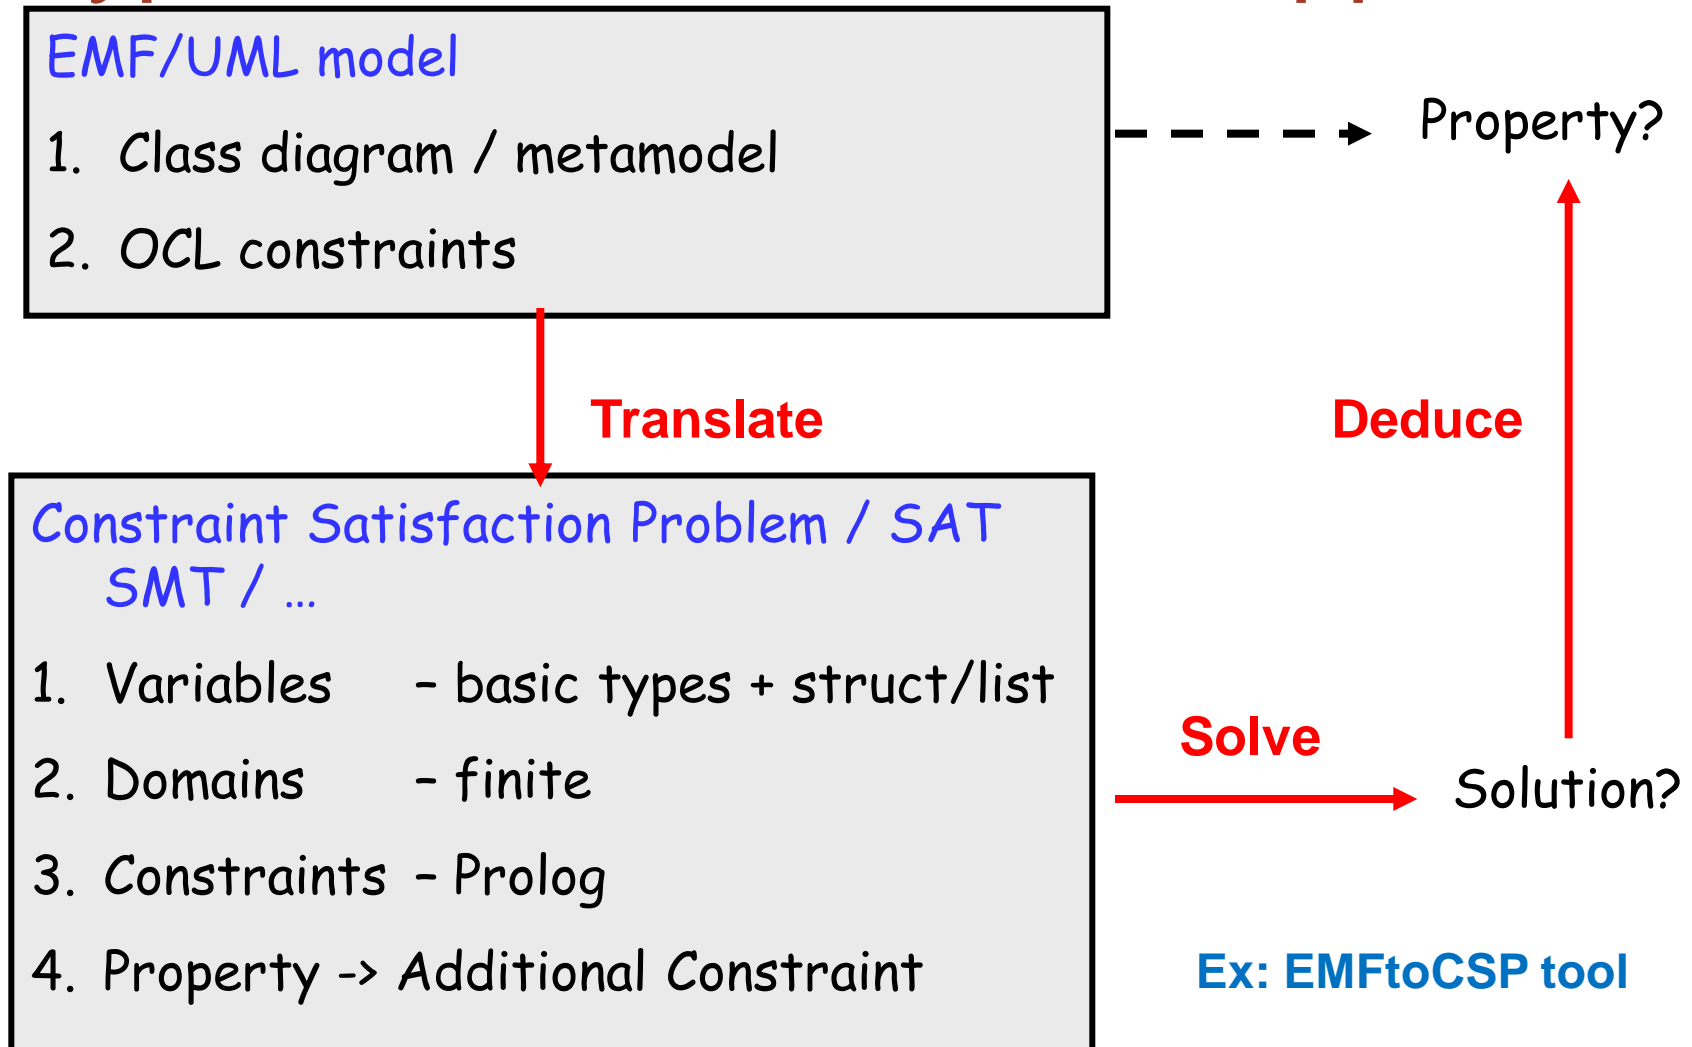 EMF/UML model
1. Class diagram / metamodel
2. OCL constraints
Property?
Translate
Deduce
Constraint Satisfaction Problem / SAT
SMT / ...
1. Variables – basic types + struct/list
2. Domains – finite
3. Constraints – Prolog
4. Property -> Additional Constraint
Solve
Solution?
Ex: EMFtoCSP tool